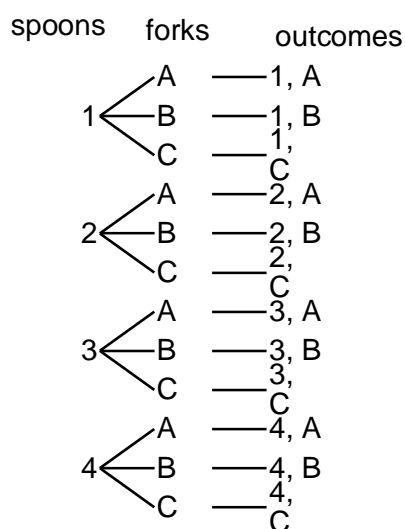 spoons forks outcomes
A 1, A
1 B 1, B
C 1,
C
A 2, A
2 B 2, B
C 2,
C
A 3, A
3 B 3, B
C 3,
C
A 4, A
4 B 4, B
C 4,
C